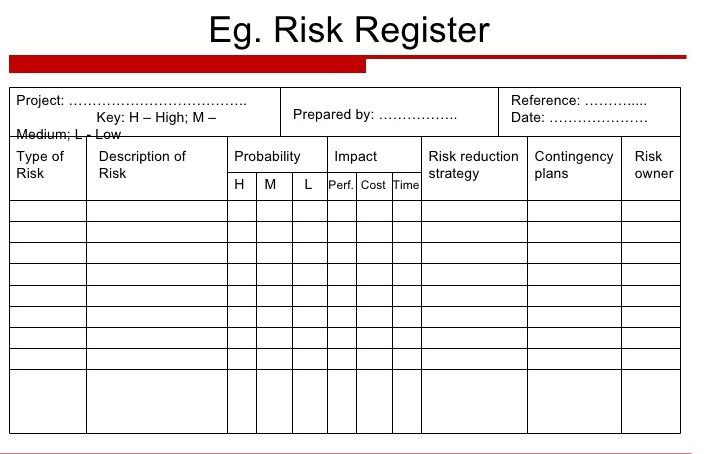 Eg. Risk Register
Project: ………………………………..
Key: H – High; M –
Medium; L - Low
Prepared by: ……………..
Reference: ……….....
Date: …………………
Type of
Risk
Description of
Risk
Probability
Impact
Risk reduction
strategy
Contingency
plans
Risk
owner
H M L Perf. Cost Time